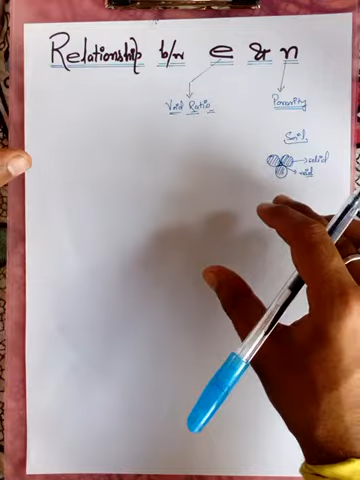 Relationship b/n e & n
Void Ratio
Porosity
Soil
solid
void